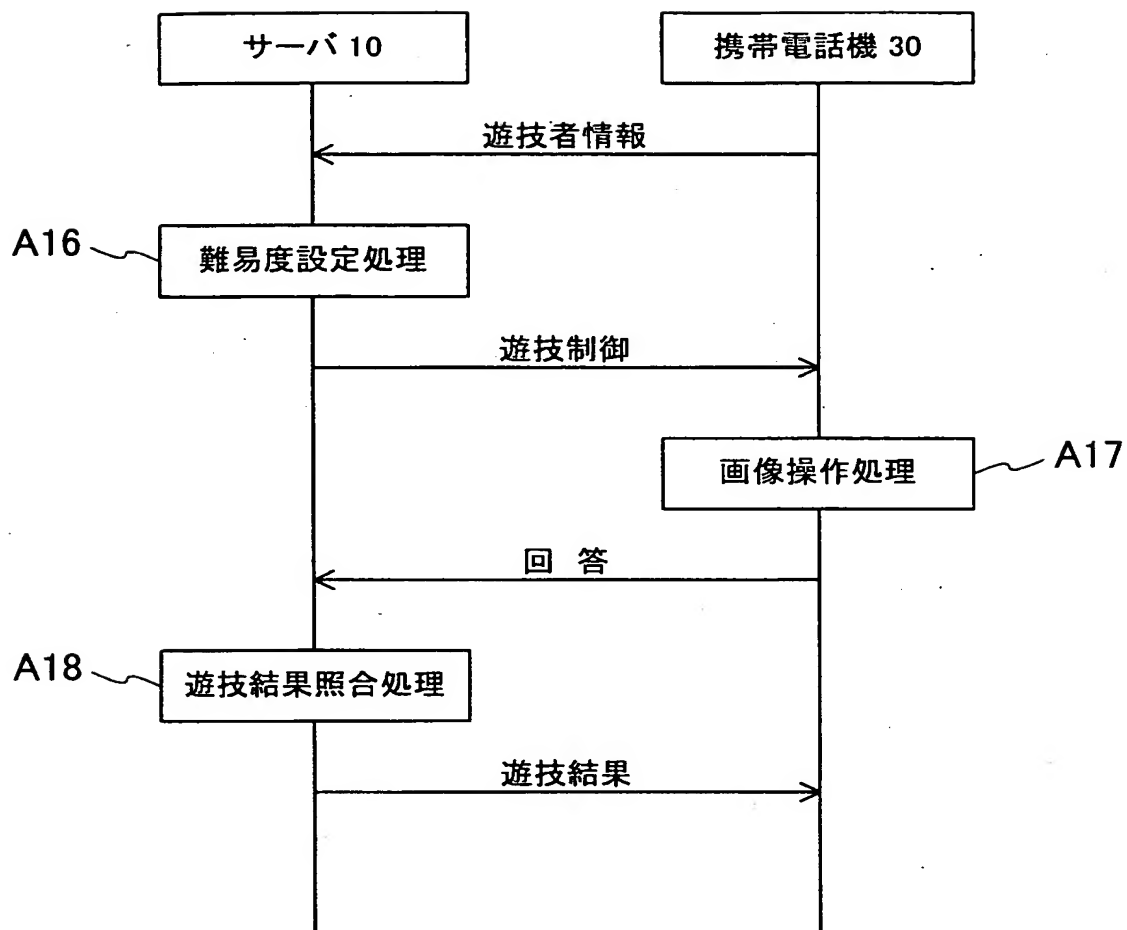 サーバ 10
携帯電話機 30
遊技者情報
A16
難易度設定処理
遊技制御
画像操作処理
A17
回 答
A18
遊技結果照合処理
遊技結果